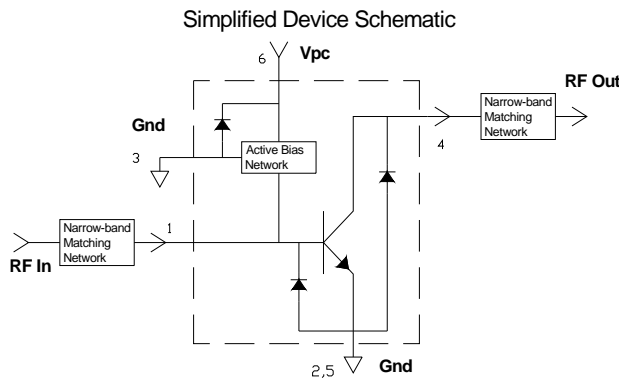 Simplified Device Schematic
6
Vpc
RF Out
Narrow-band
Matching
Network
4
Gnd
3
Active Bias
Network
1
Narrow-band
Matching
Network
RF In
2,5
Gnd